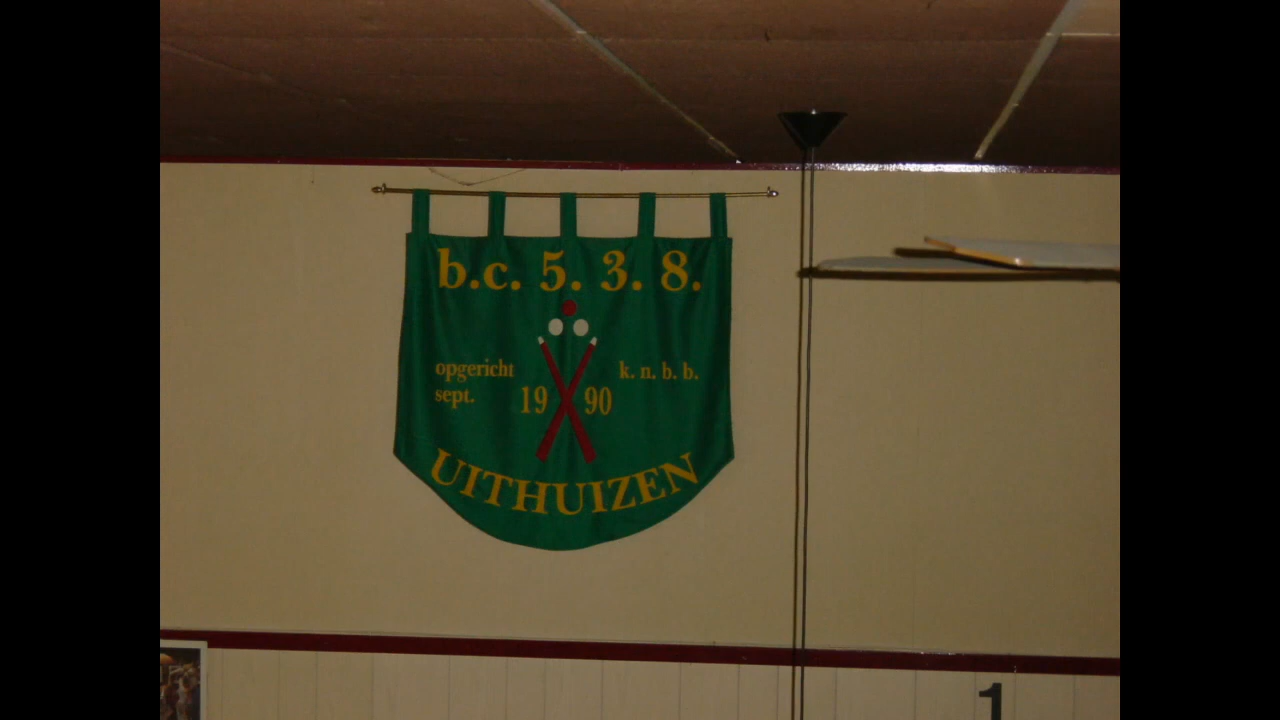 b.c. 5. 3. 8.
opgericht
k. n. b. b.
sept.
19 90
UITHUIZEN
1